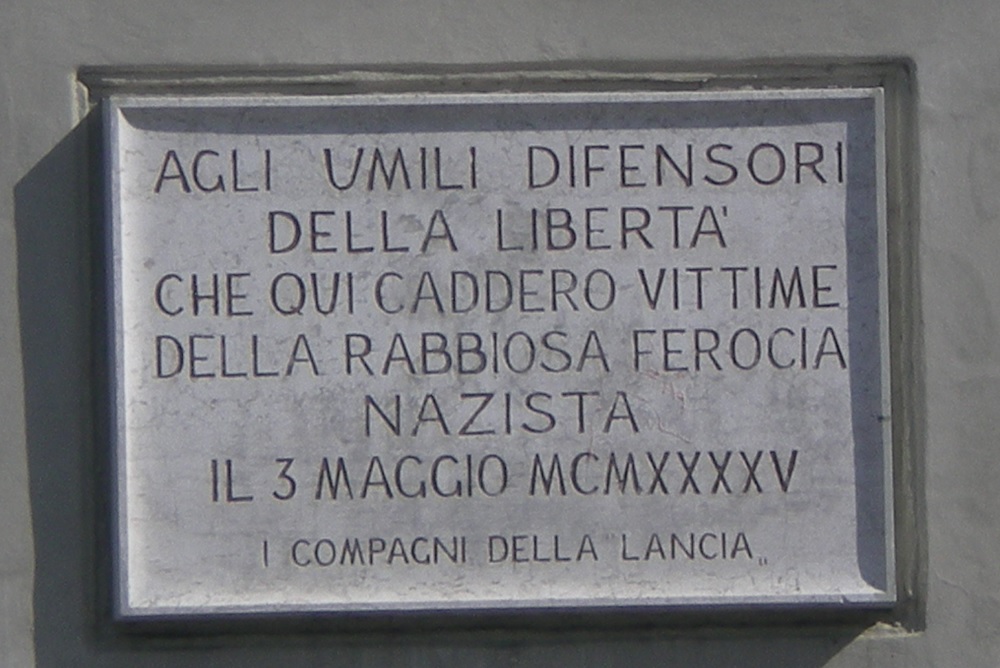 AGLI UMILI DIFENSORI
DELLA LIBERTA'
CHE QUI CADDERO VITTIME
DELLA RABBIOSA FEROCIA
NAZISTA
IL 3 MAGGIO MCMXXXXV
I COMPAGNI DELLA "LANCIA„